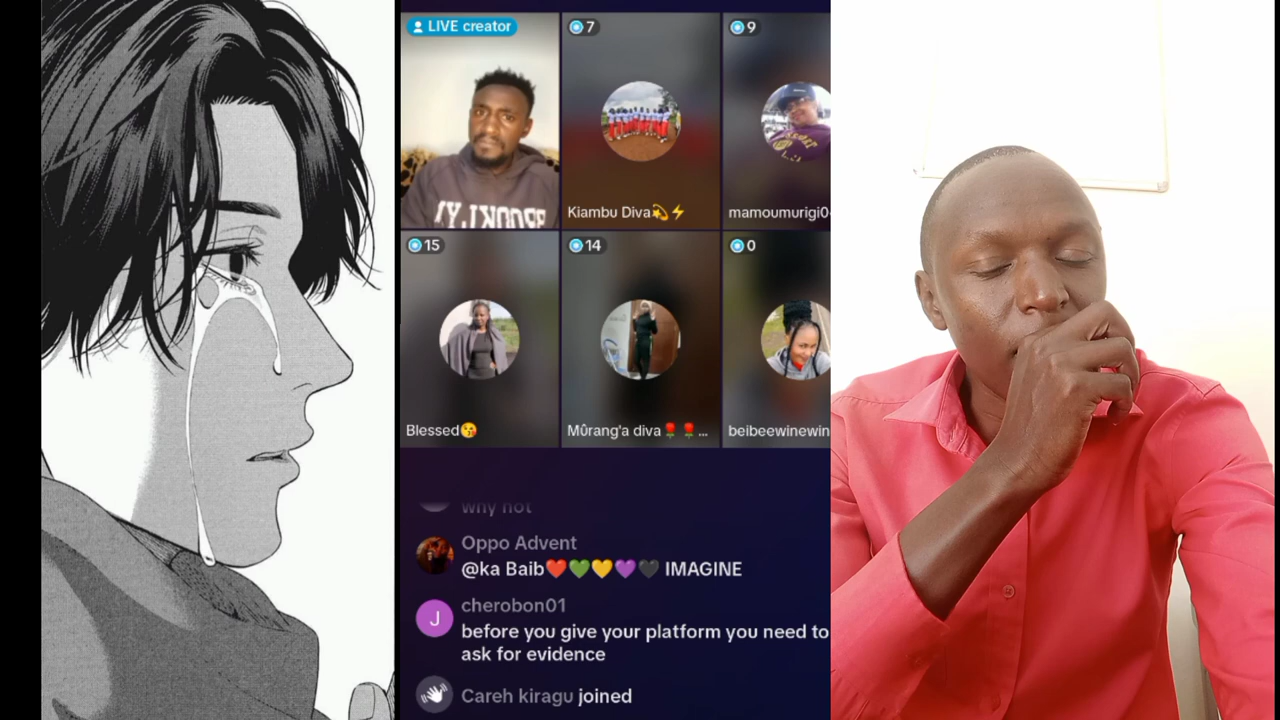 LIVE creator
7
9
Kiambu Diva💫⚡
mamoumurigi0
15
14
0
Blessed😘
Mûrang'a diva🌹🌹...
beibeewinewin
why not
Oppo Advent
@ka Baib❤️💚💛💜🖤 IMAGINE
J
cherobon01
before you give your platform you need to
ask for evidence
Careh kiragu joined